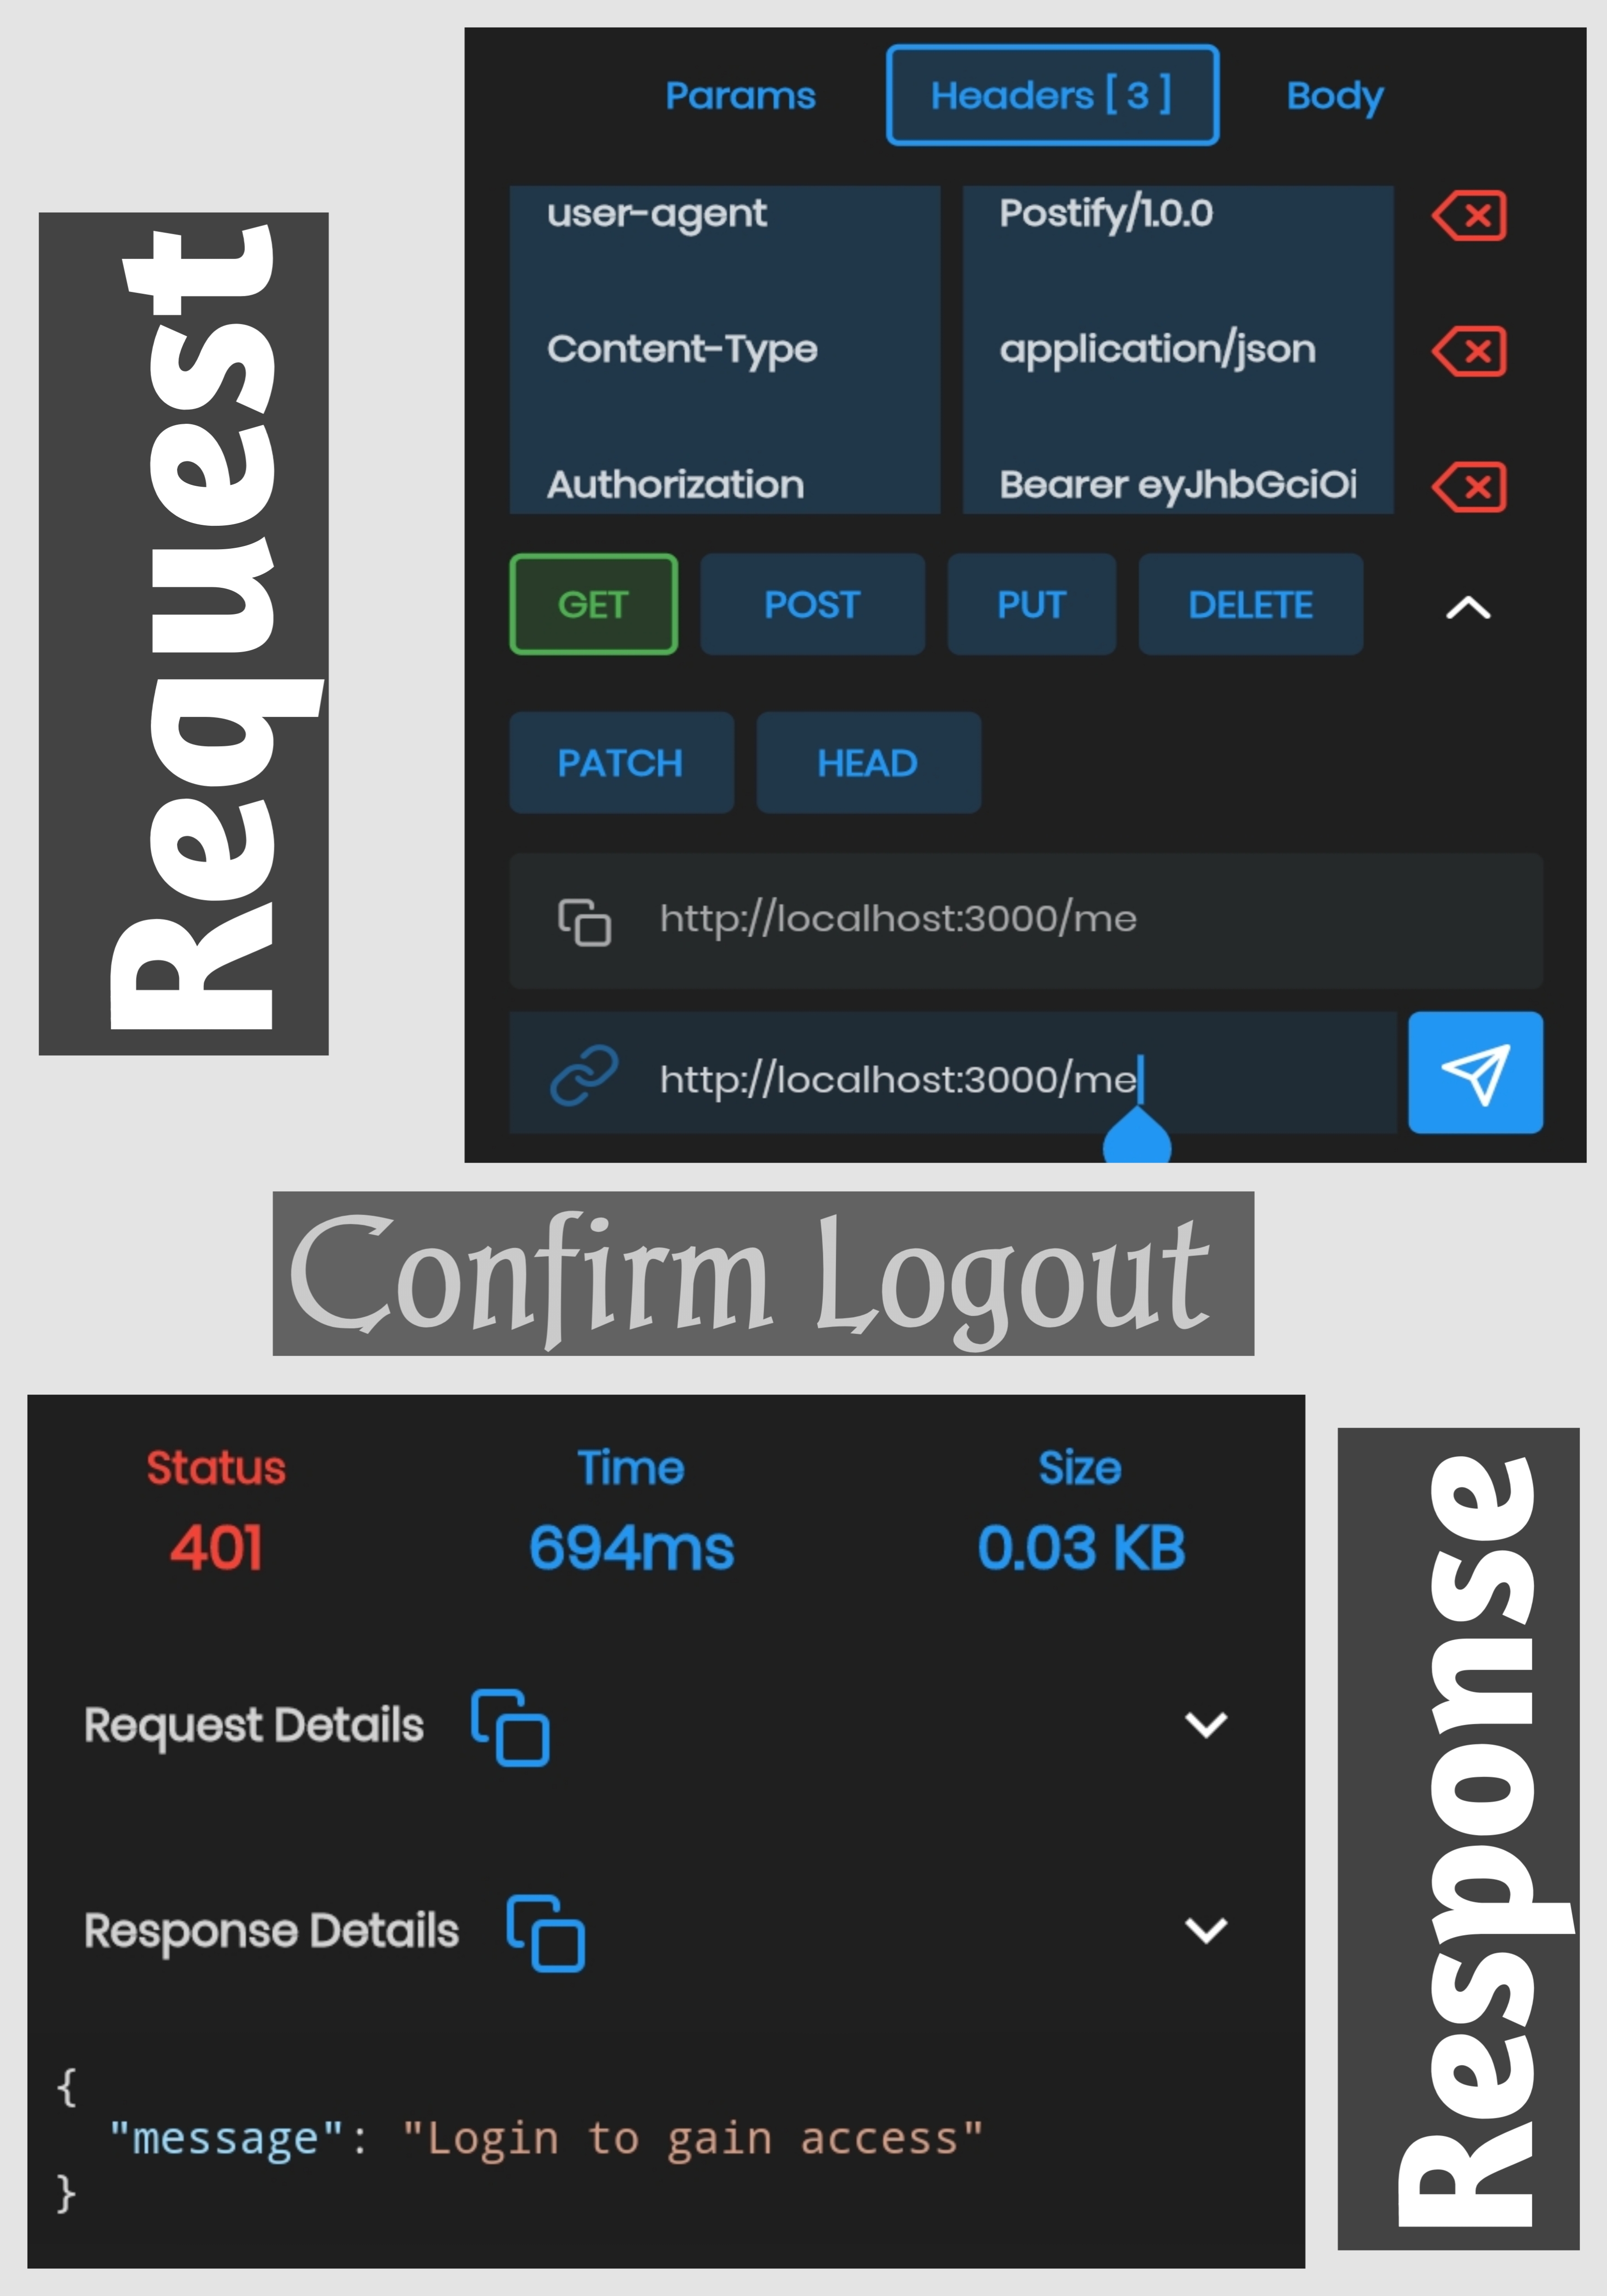 Request
Params Headers [ 3 ] Body
user-agent Postify/1.0.0
Content-Type application/json
Authorization Bearer eyJhbGciOi
GET POST PUT DELETE
PATCH HEAD
http://localhost:3000/me
http://localhost:3000/me
Confirm Logout
Status Time Size
401 694ms 0.03 KB
Request Details
Response Details
{
"message": "Login to gain access"
}
Response